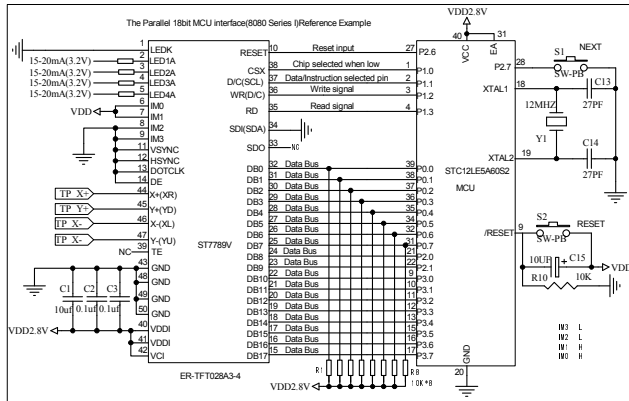 The Parallel 18bit MCU interface(8080 Series I)Reference Example
VDD2.8V
1 LEDK
15-20mA(3.2V) 2 LED1A
15-20mA(3.2V) 3 LED2A
15-20mA(3.2V) 4 LED3A
15-20mA(3.2V) 5 LED4A
VDD 6 IM0
7 IM1
8 IM2
9 IM3
11 VSYNC
12 HSYNC
13 DOTCLK
14 DE
TP X+ 44 X+(XR)
TP Y+ 45 Y+(YD)
TP X- 46 X-(XL)
TP X- 47 Y-(YU)
NC 39 TE
43 GND
48 GND
49 GND
50 GND
C1 C2 C3
10uf 0.1uf 0.1uf
VDD2.8V 40 VDDI
41 VDDI
42 VCI
ST7789V
ER-TFT028A3-4
RESET 10 Reset input 27 P2.6
CSX 38 Chip selected when low 1 P1.0
D/C(SCL) 37 Data/Instruction selected pin 2 P1.1
WR(D/C) 36 Write signal 3 P1.2
RD 35 Read signal 4 P1.3
SDI(SDA) 34
SDO 33 NC
DB0 32 Data Bus 39 P0.0
DB1 31 Data Bus 38 P0.1
DB2 30 Data Bus 37 P0.2
DB3 29 Data Bus 36 P0.3
DB4 28 Data Bus 35 P0.4
DB5 27 Data Bus 34 P0.5
DB6 26 Data Bus 33 P0.6
DB7 25 Data Bus P0.7
DB8 24 Data Bus 21 P2.0
DB9 23 Data Bus 22 P2.1
DB10 22 Data Bus 9 P3.0
DB11 21 Data Bus 10 P3.1
DB12 20 Data Bus 11 P3.2
DB13 19 Data Bus 12 P3.3
DB14 18 Data Bus 13 P3.4
DB15 17 Data Bus 15 P3.5
DB16 16 Data Bus 16 P3.6
DB17 15 Data Bus 17 P3.7
R1 R8
VDD2.8V 10K*8
40 VCC
31 EA
STC12LE5A60S2
MCU
GND
20
P2.7 28 S1 NEXT
SW-PB
XTAL1 18 C13
27PF
12MHZ
Y1
XTAL2 19 C14
27PF
/RESET 9 S2 RESET
SW-PB
10UF + C15 VDD
R10 10K
IM3 L
IM2 L
IM1 H
IM0 H